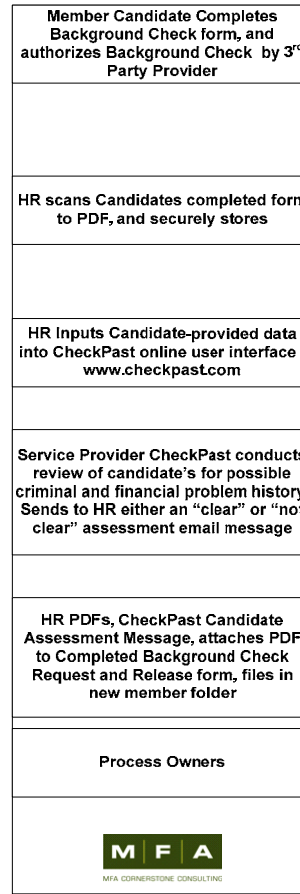 Member Candidate Completes
Background Check form, and
authorizes Background Check by 3rd
Party Provider
HR scans Candidates completed form
to PDF, and securely stores
HR Inputs Candidate-provided data
into CheckPast online user interface
www.checkpast.com
Service Provider CheckPast conducts
review of candidate's for possible
criminal and financial problem history
Sends to HR either an “clear” or “not
clear” assessment email message
HR PDFs, CheckPast Candidate
Assessment Message, attaches PDF
to Completed Background Check
Request and Release form, files in
new member folder
Process Owners
M F A
MFA CORNERSTONE CONSULTING